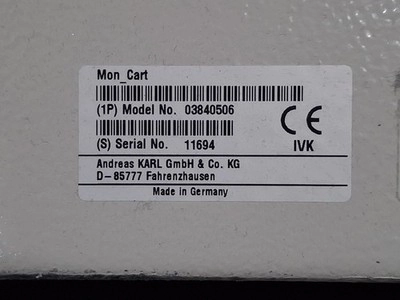 Mon_Cart
(1P) Model No. 03840506
(S) Serial No. 11694
CE
IVK
Andreas KARL GmbH & Co. KG
D-85777 Fahrenzhausen
Made in Germany